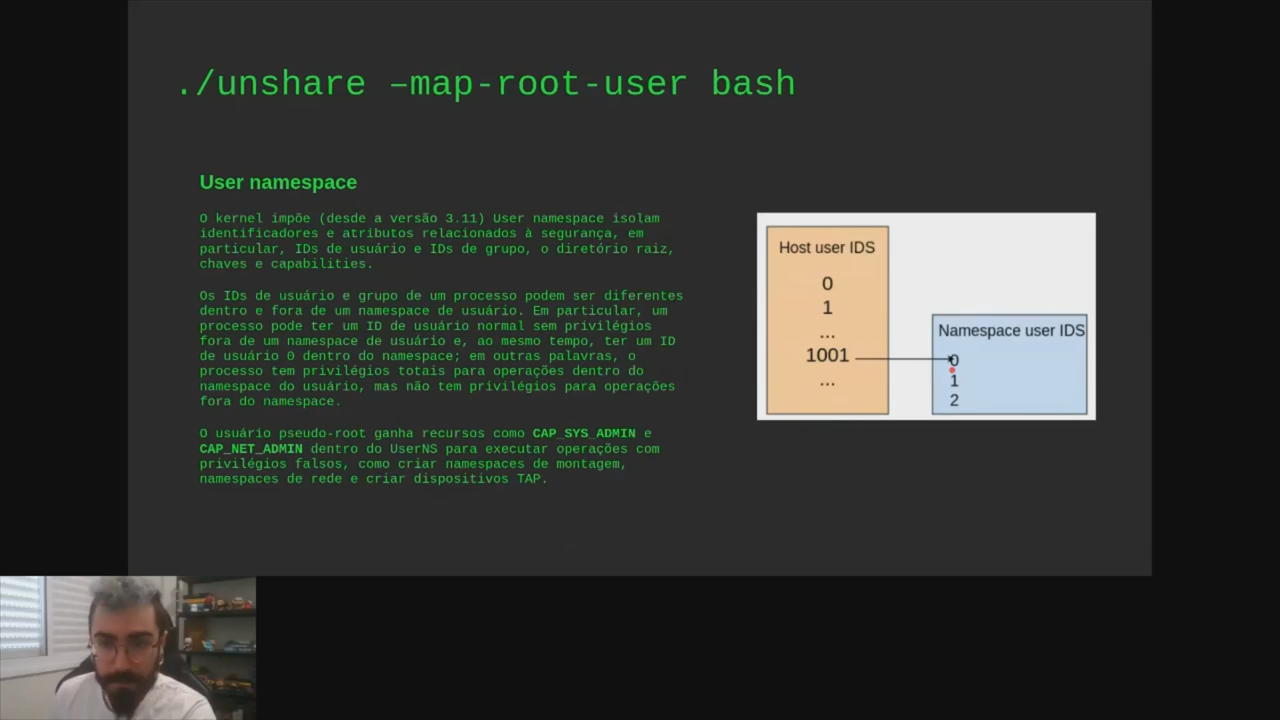 ./unshare –map-root-user bash
User namespace
O kernel impõe (desde a versão 3.11) User namespace isolam
identificadores e atributos relacionados à segurança, em
particular, IDs de usuário e IDs de grupo, o diretório raiz,
chaves e capabilities.
Os IDs de usuário e grupo de um processo podem ser diferentes
dentro e fora de um namespace de usuário. Em particular, um
processo pode ter um ID de usuário normal sem privilégios
fora de um namespace de usuário e, ao mesmo tempo, ter um ID
de usuário 0 dentro do namespace; em outras palavras, o
processo tem privilégios totais para operações dentro do
namespace do usuário, mas não tem privilégios para operações
fora do namespace.
O usuário pseudo-root ganha recursos como CAP_SYS_ADMIN e
CAP_NET_ADMIN dentro do UserNS para executar operações com
privilégios falsos, como criar namespaces de montagem,
namespaces de rede e criar dispositivos TAP.
Host user IDS
0
1
...
1001
...
Namespace user IDS
0
1
2